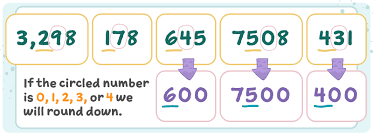 3,298 178 645 7508 431
If the circled number
is 0, 1, 2, 3, or 4 we
will round down.
600 7500 400